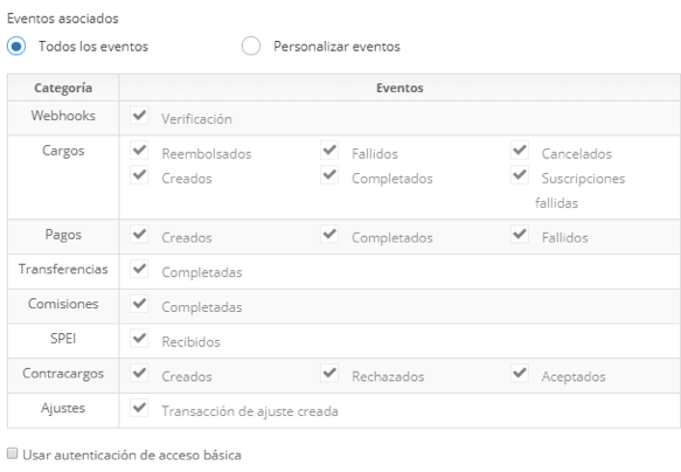 Eventos asociados
Todos los eventos Personalizar eventos
Categoría Eventos
Webhooks Verificación
Cargos Reembolsados Fallidos Cancelados
Creados Completados Suscripciones
fallidas
Pagos Creados Completados Fallidos
Transferencias Completadas
Comisiones Completadas
SPEI Recibidos
Contracargos Creados Rechazados Aceptados
Ajustes Transacción de ajuste creada
Usar autenticación de acceso básica